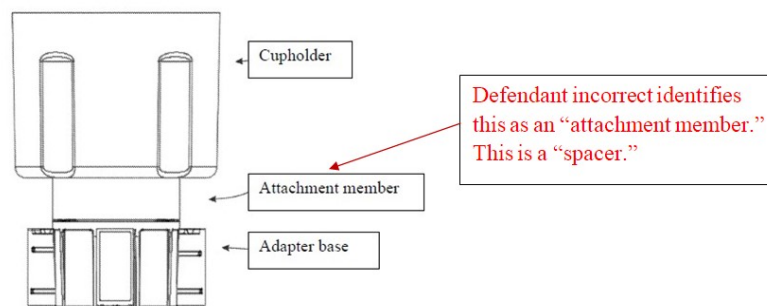 Cupholder
Defendant incorrect identifies
this as an “attachment member.”
This is a “spacer.”
Attachment member
Adapter base